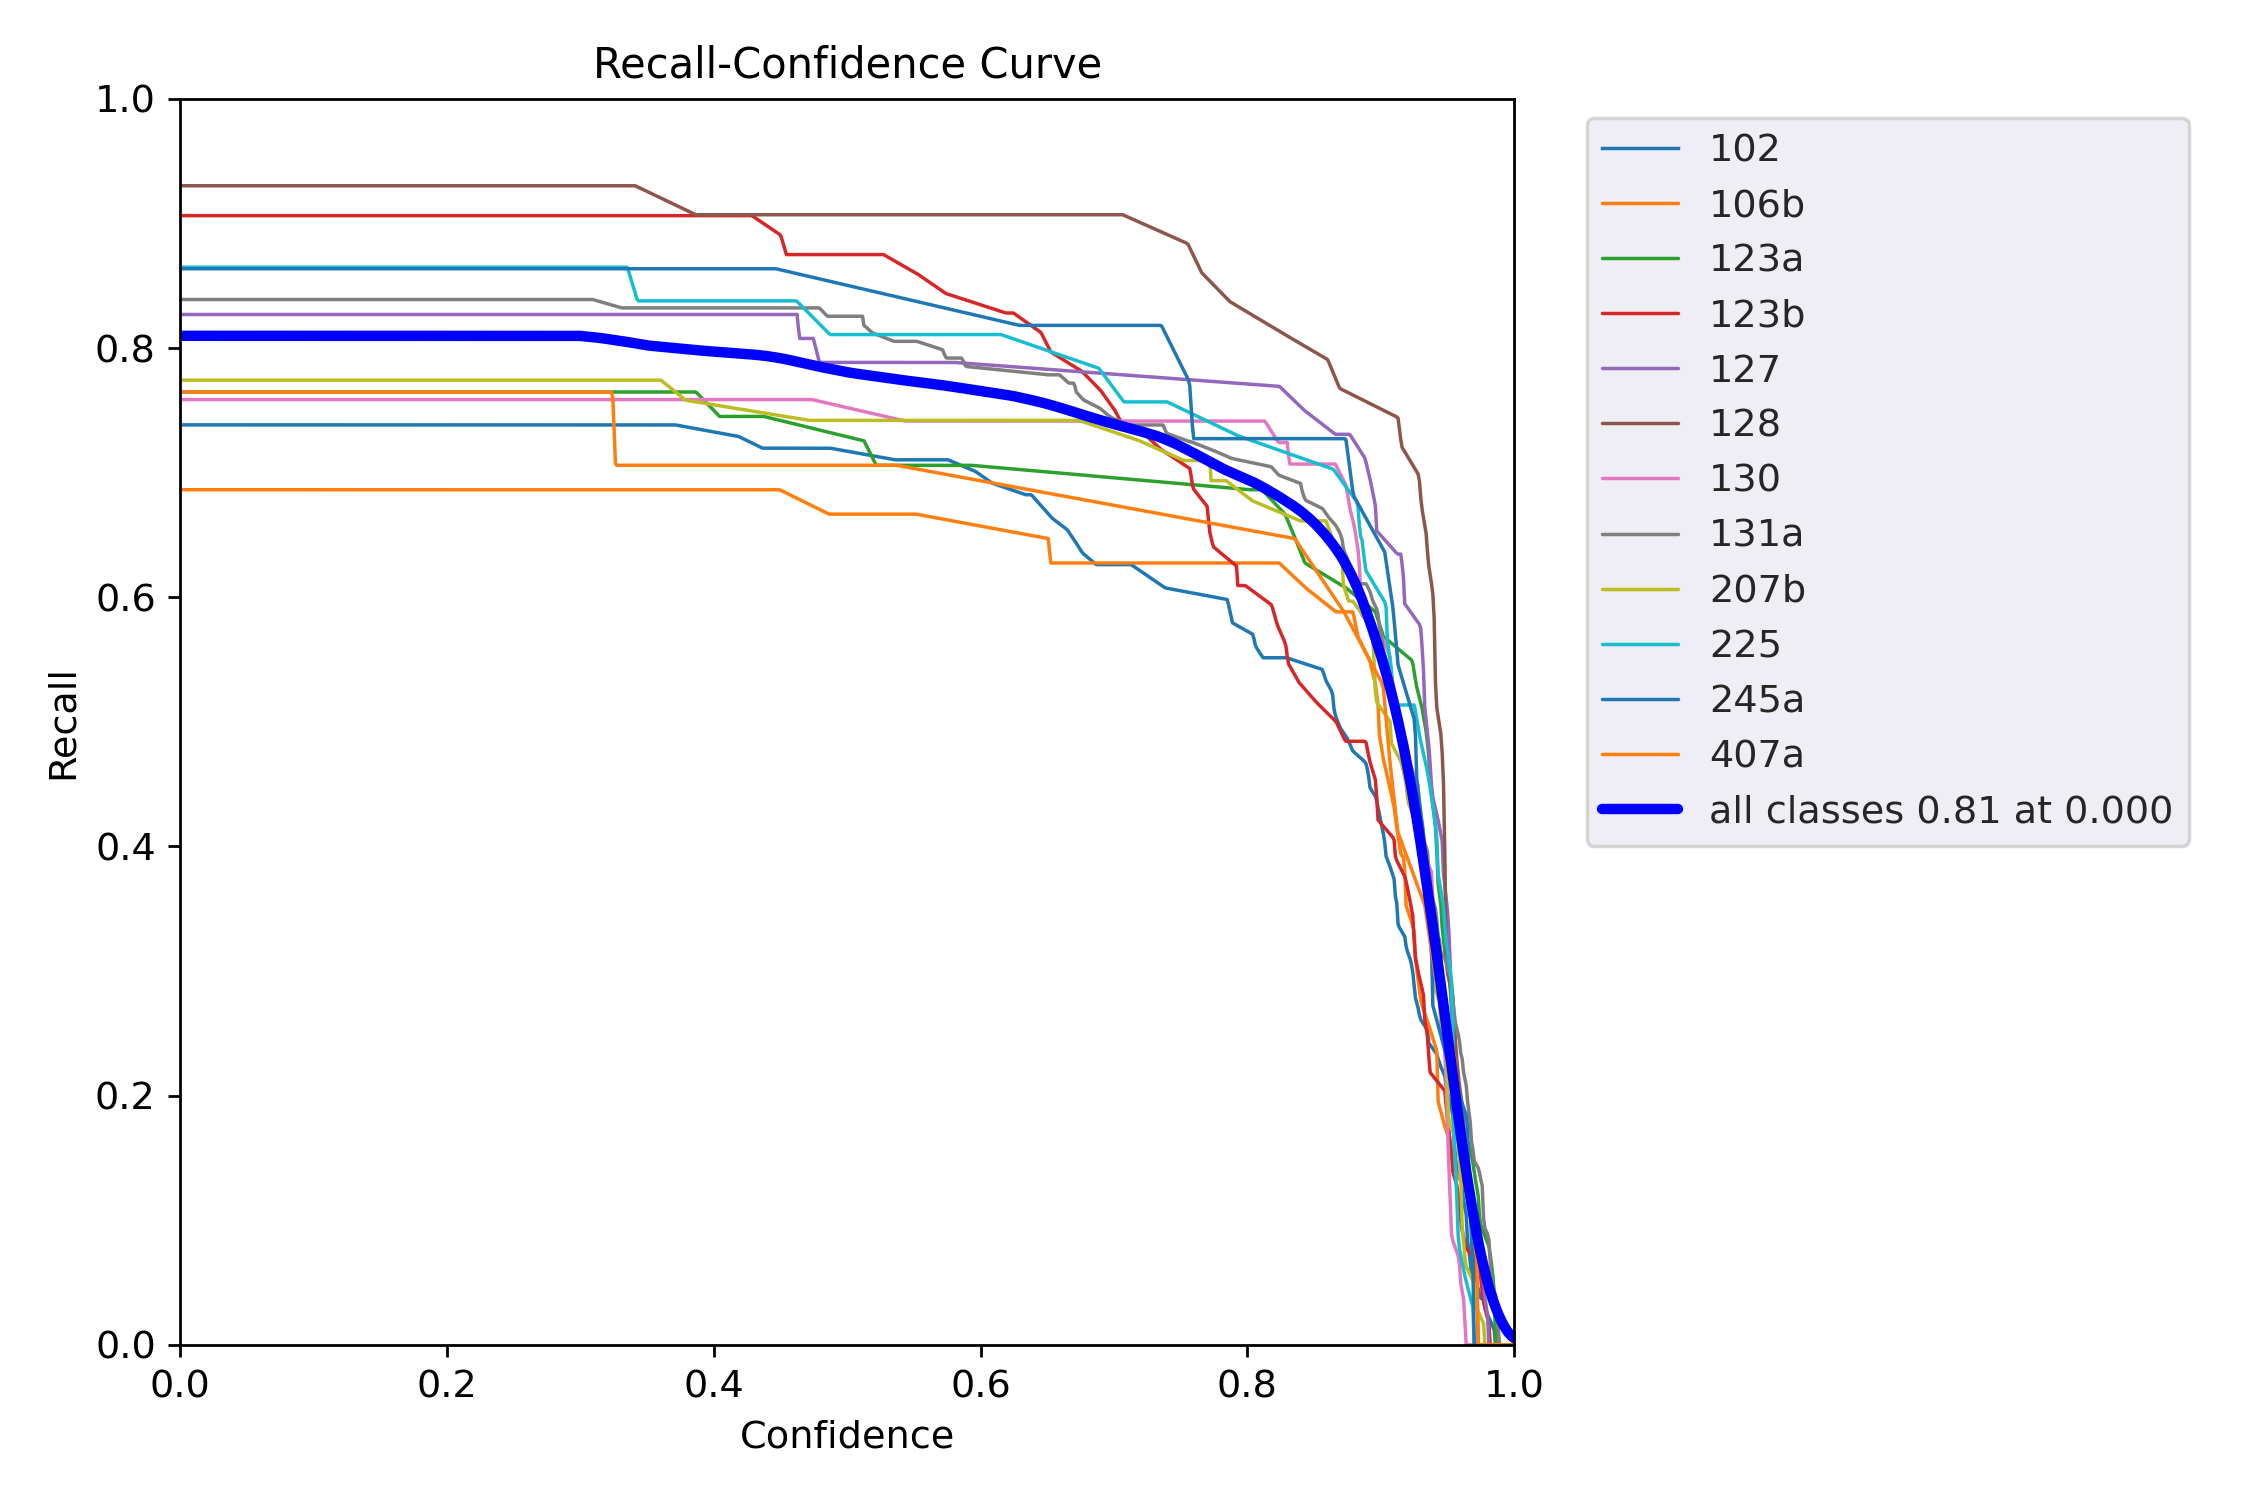 Recall-Confidence Curve
1.0
0.8
0.6
0.4
0.2
0.0
Recall
0.0 0.2 0.4 0.6 0.8 1.0
Confidence
102
106b
123a
123b
127
128
130
131a
207b
225
245a
407a
all classes 0.81 at 0.000